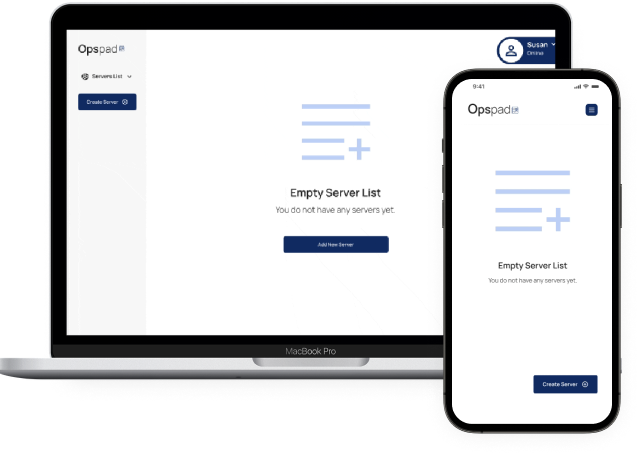 Opspad
Servers List
Create Server
Susan
Online
Empty Server List
You do not have any servers yet.
Add New Server
MacBook Pro
9:41
Opspad
Empty Server List
You do not have any servers yet.
Create Server